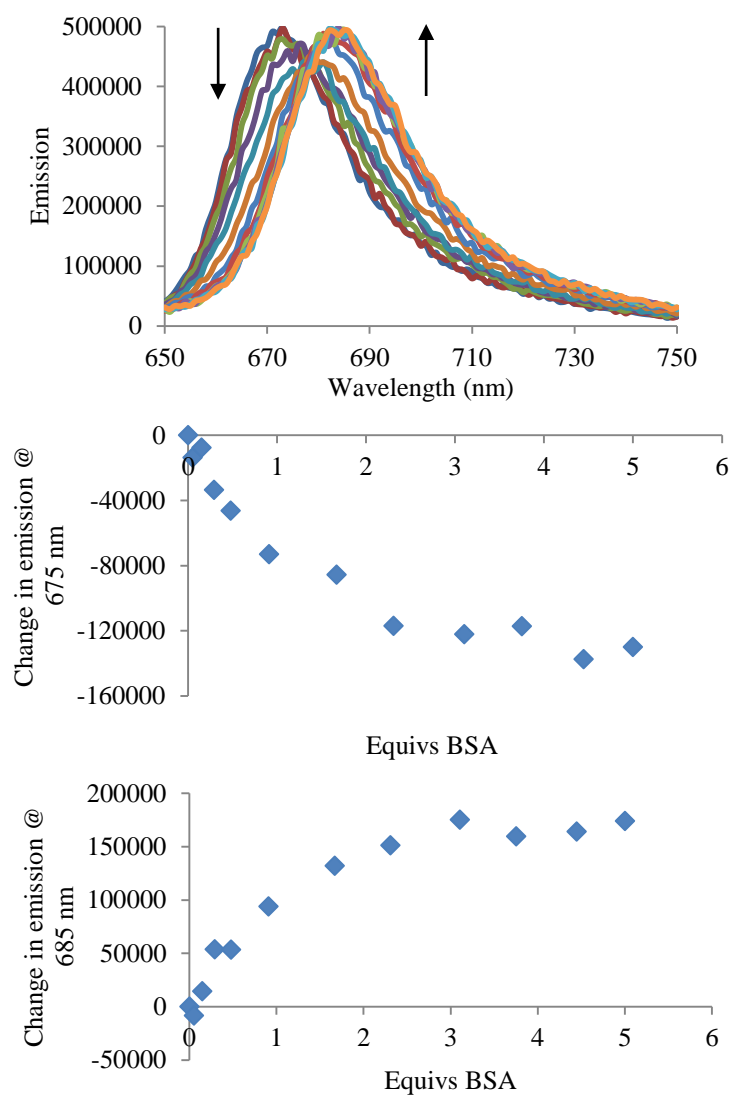 500000
400000
300000
200000
100000
0
Emission
650 670 690 710 730 750
Wavelength (nm)
0
-40000
-80000
-120000
-160000
Change in emission @
675 nm
0 1 2 3 4 5 6
Equivs BSA
200000
150000
100000
50000
0
-50000
Change in emission @
685 nm
0 1 2 3 4 5 6
Equivs BSA